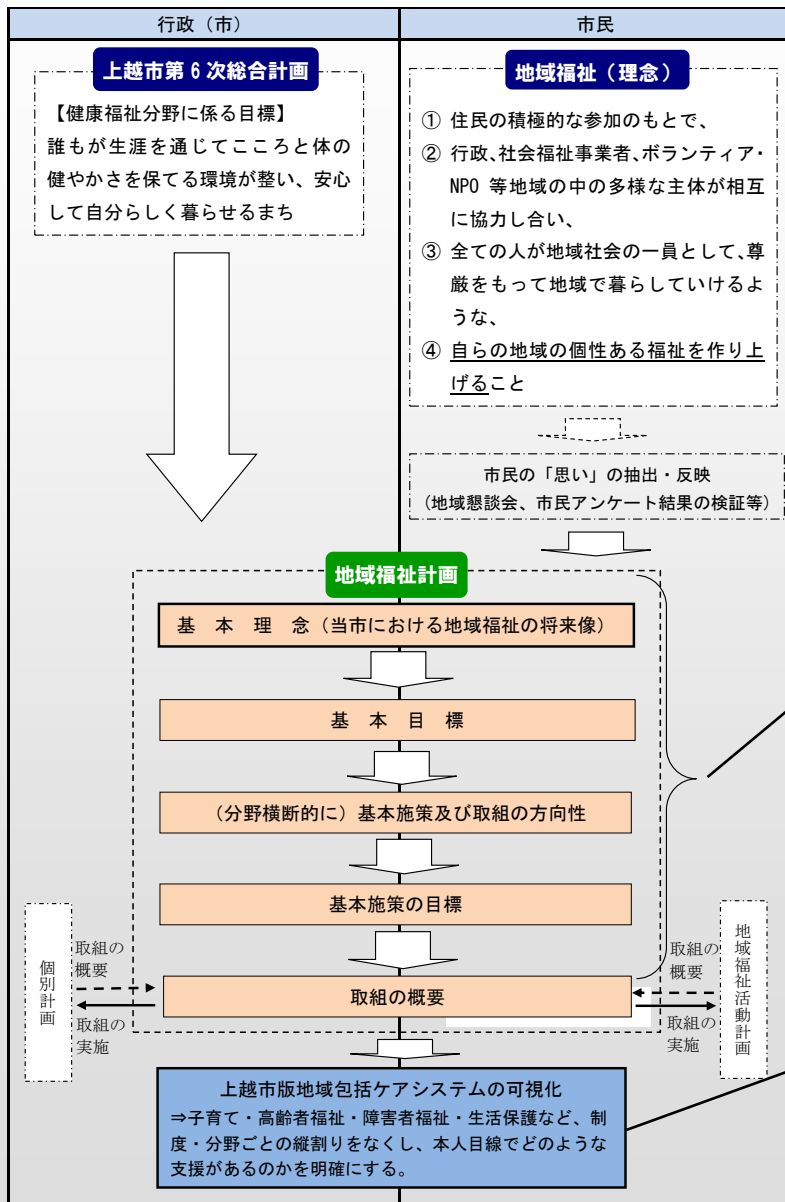 行政（市）
市民
上越市第６次総合計画
【健康福祉分野に係る目標】
誰もが生涯を通じてこころと体の
健やかさを保てる環境が整い、安心
して自分らしく暮らせるまち
地域福祉（理念）
① 住民の積極的な参加のもとで、
② 行政、社会福祉事業者、ボランティア・
NPO 等地域の中の多様な主体が相互
に協力し合い、
③ 全ての人が地域社会の一員として、尊
厳をもって地域で暮らしていけるよ
うな、
④ 自らの地域の個性ある福祉を作り上
げること
市民の「思い」の抽出・反映
（地域懇談会、市民アンケート結果の検証等）
地域福祉計画
基　本　理　念（当市における地域福祉の将来像）
基　本　目　標
（分野横断的に）基本施策及び取組の方向性
基本施策の目標
取組の概要
個別計画
取組の
概要
取組の
実施
取組の
概要
取組の
実施
地域福祉活動計画
上越市版地域包括ケアシステムの可視化
⇒子育て・高齢者福祉・障害者福祉・生活保護など、制
度・分野ごとの縦割りをなくし、本人目線でどのような
支援があるのかを明確にする。